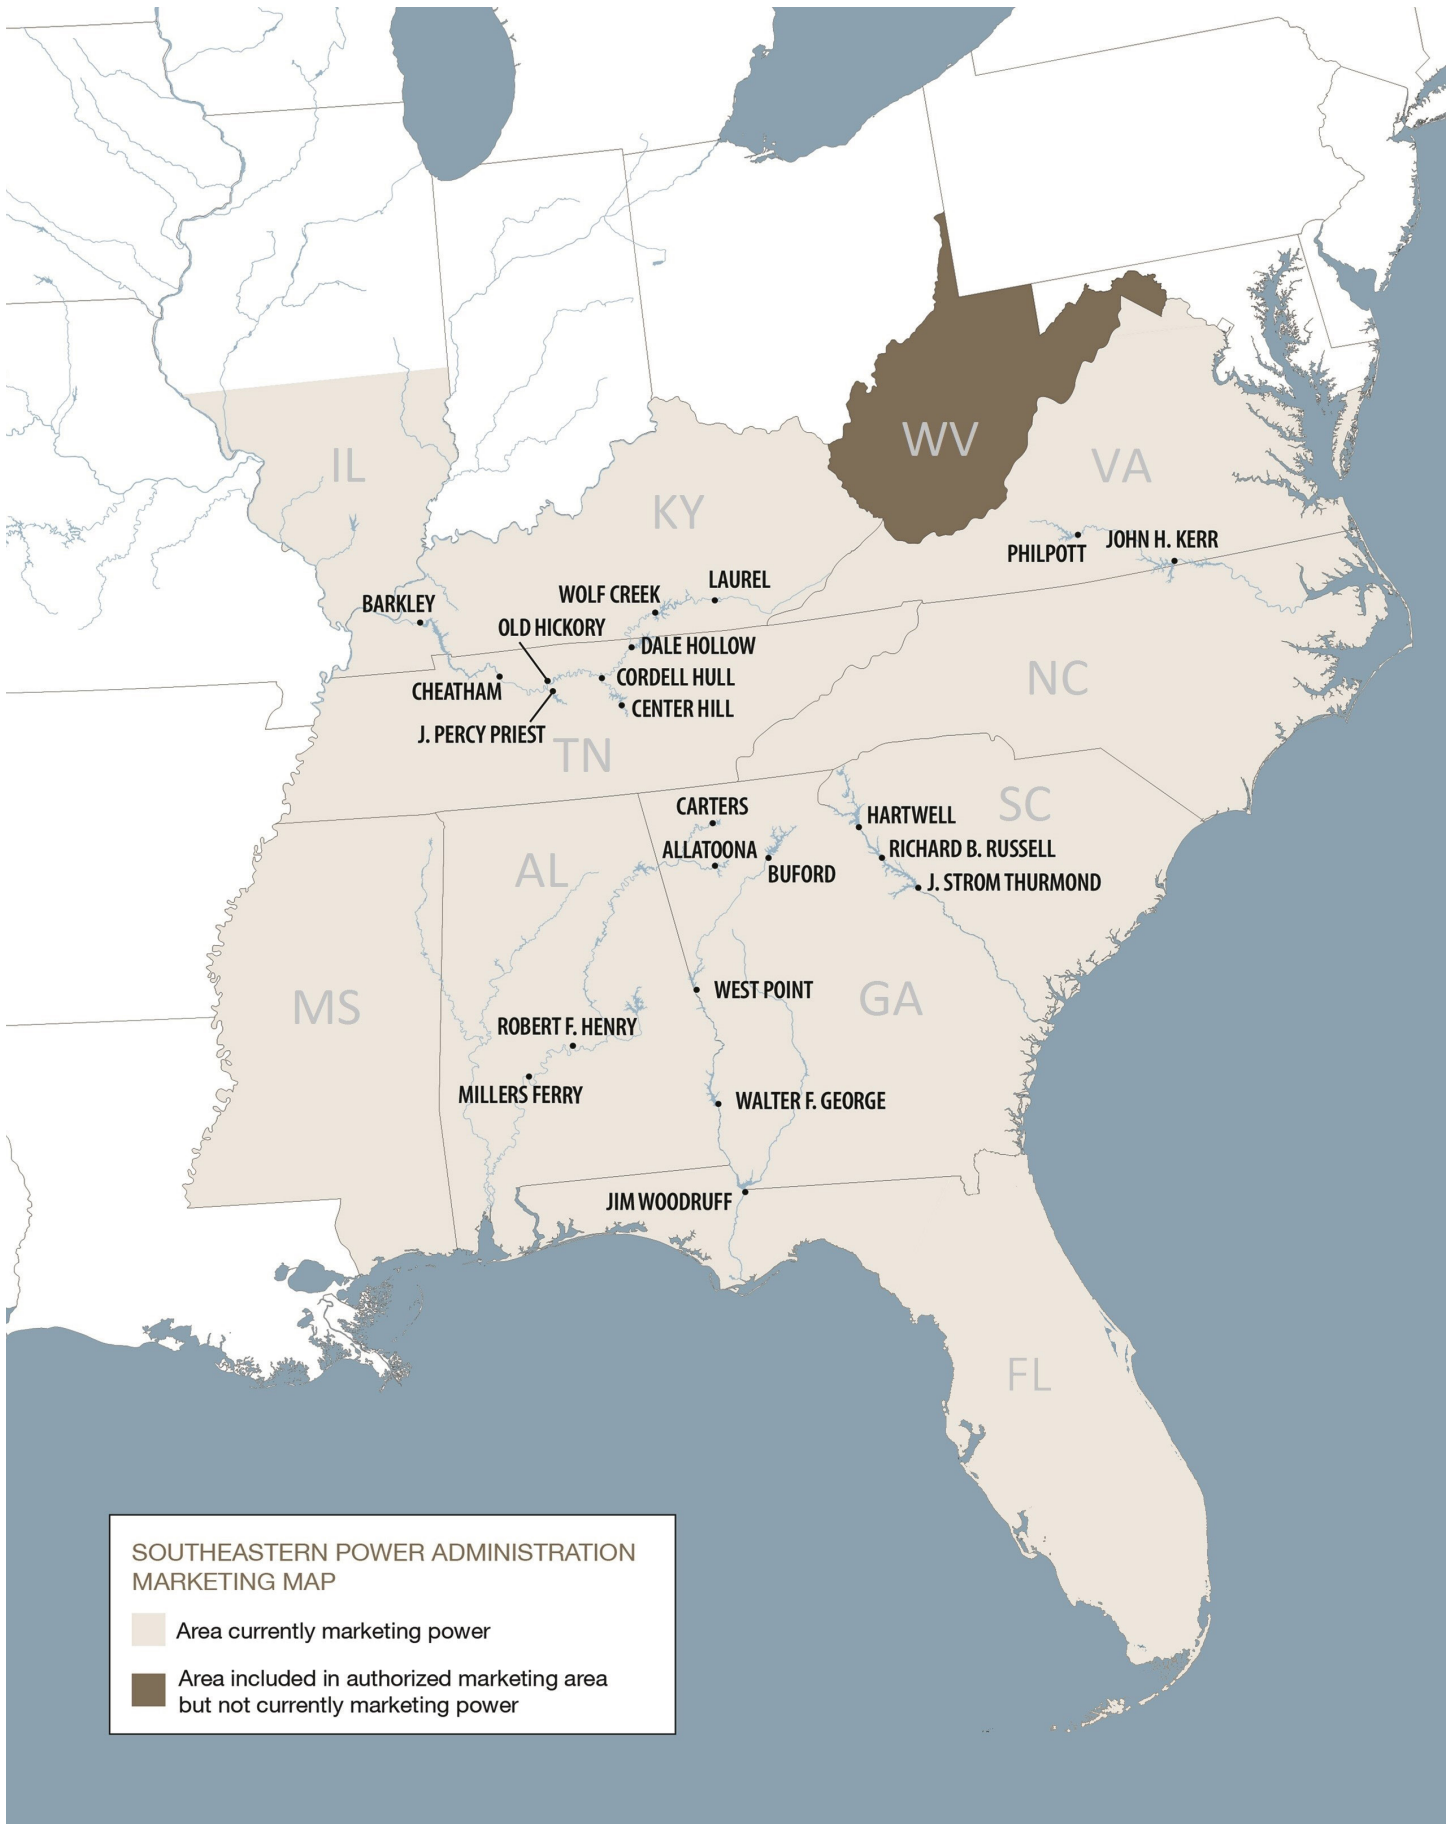 WV
IL
VA
KY
PHILPOTT
JOHN H. KERR
LAUREL
WOLF CREEK
BARKLEY
OLD HICKORY
DALE HOLLOW
CORDELL HULL
CHEATHAM
CENTER HILL
J. PERCY PRIEST
NC
TN
CARTERS
SC
HARTWELL
ALLATOONA
RICHARD B. RUSSELL
AL
BUFORD
J. STROM THURMOND
WEST POINT
GA
MS
ROBERT F. HENRY
MILLERS FERRY
WALTER F. GEORGE
JIM WOODRUFF
FL
SOUTHEASTERN POWER ADMINISTRATION
MARKETING MAP
Area currently marketing power
Area included in authorized marketing area
but not currently marketing power